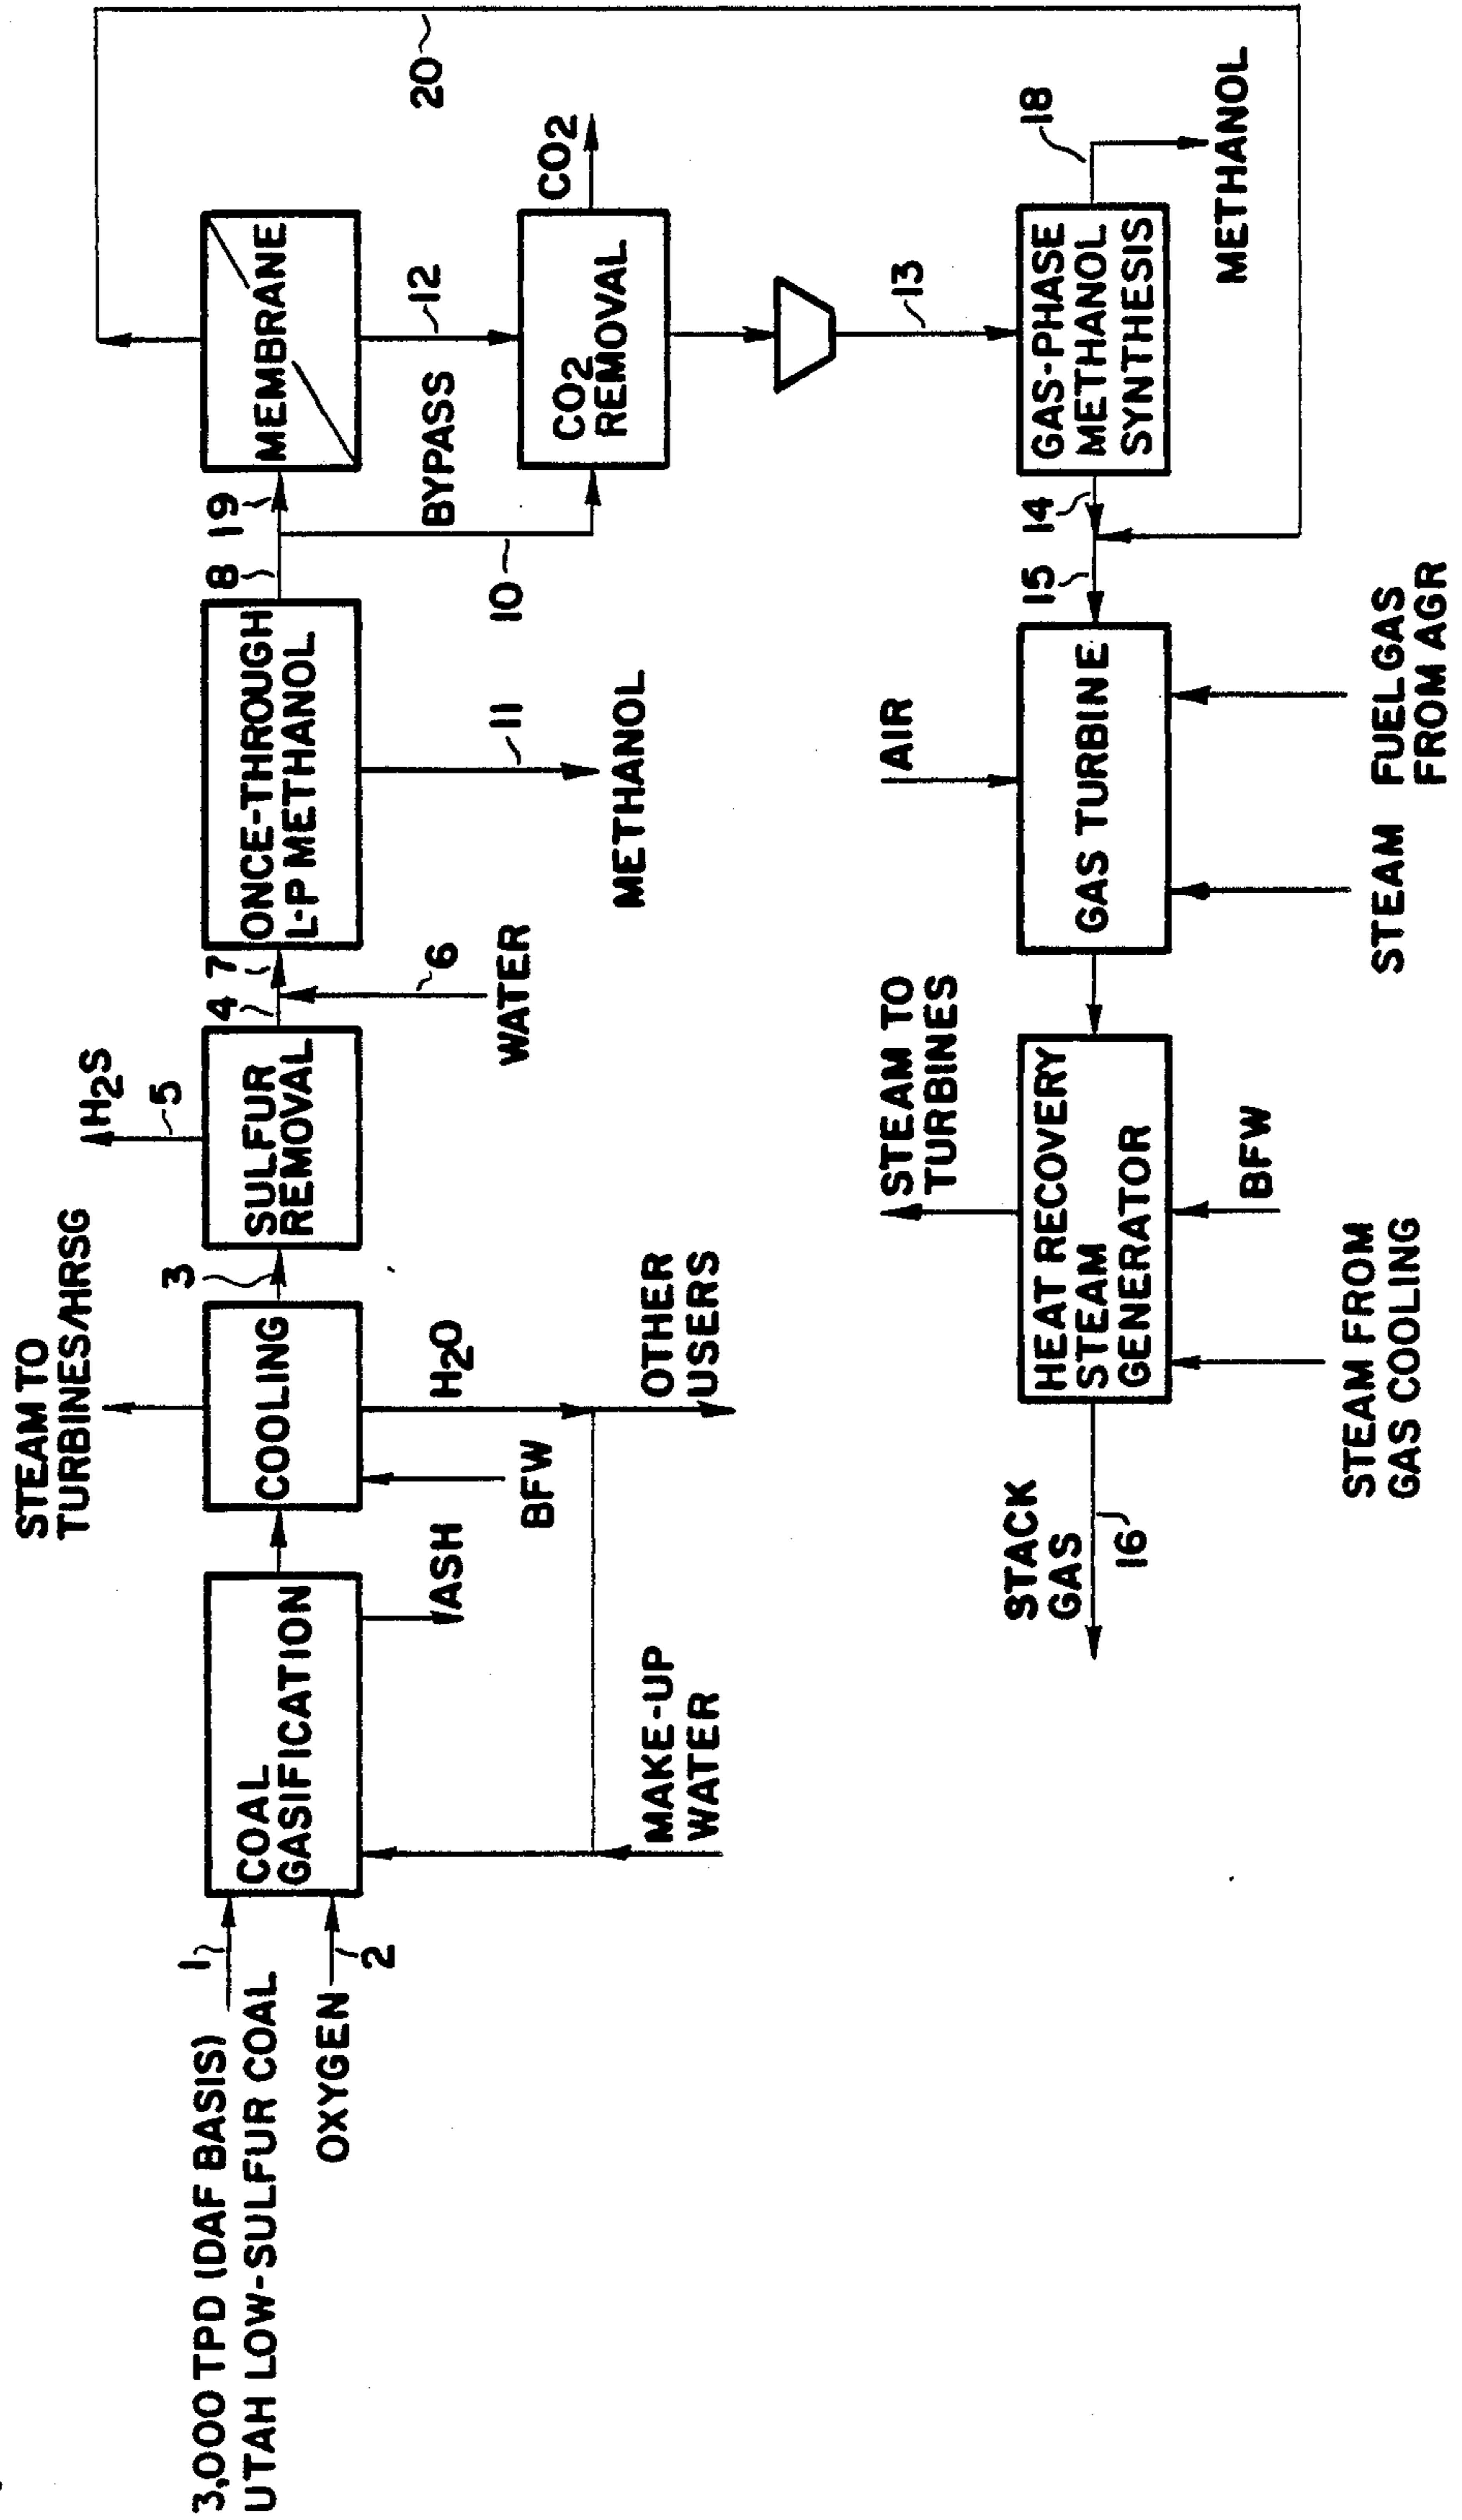 3,000 TPD (DAF BASIS)
UTAH LOW-SULFUR COAL
1
OXYGEN
2
COAL
GASIFICATION
ASH
MAKE-UP
WATER
STEAM TO
TURBINES/HRSG
COOLING
BFW
H2O
OTHER
USERS
3
SULFUR
REMOVAL
H2S
5
4
7
6
WATER
ONCE-THROUGH
L-P METHANOL
11
METHANOL
8
19
10
BYPASS
MEMBRANE
12
20
CO2
REMOVAL
CO2
13
GAS-PHASE
METHANOL
SYNTHESIS
18
METHANOL
14
15
AIR
GAS TURBINE
STEAM
FUEL GAS
FROM AGR
STEAM TO
TURBINES
HEAT RECOVERY
STEAM
GENERATOR
BFW
STEAM FROM
GAS COOLING
STACK
GAS
16